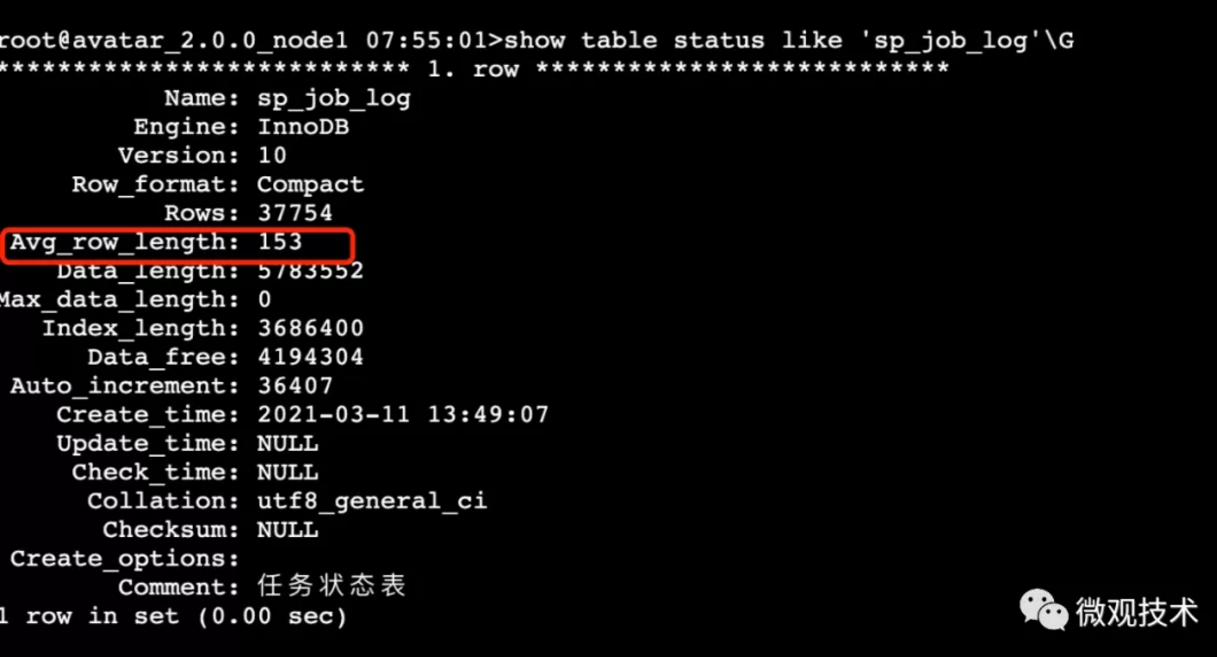 root@avatar_2.0.0_node1 07:55:01>show table status like 'sp_job_log'\G
*************************** 1. row ***************************
Name: sp_job_log
Engine: InnoDB
Version: 10
Row_format: Compact
Rows: 37754
Avg_row_length: 153
Data_length: 5783552
Max_data_length: 0
Index_length: 3686400
Data_free: 4194304
Auto_increment: 36407
Create_time: 2021-03-11 13:49:07
Update_time: NULL
Check_time: NULL
Collation: utf8_general_ci
Checksum: NULL
Create_options:
Comment: 任务状态表
1 row in set (0.00 sec)
微观技术